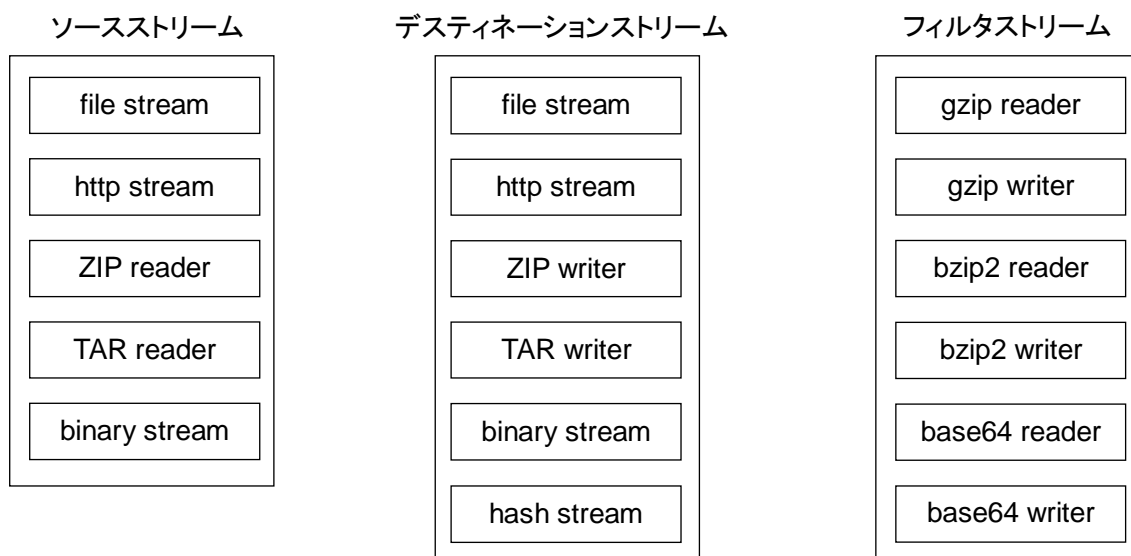 ソースストリーム
file stream
http stream
ZIP reader
TAR reader
binary stream
デスティネーションストリーム
file stream
http stream
ZIP writer
TAR writer
binary stream
hash stream
フィルタストリーム
gzip reader
gzip writer
bzip2 reader
bzip2 writer
base64 reader
base64 writer